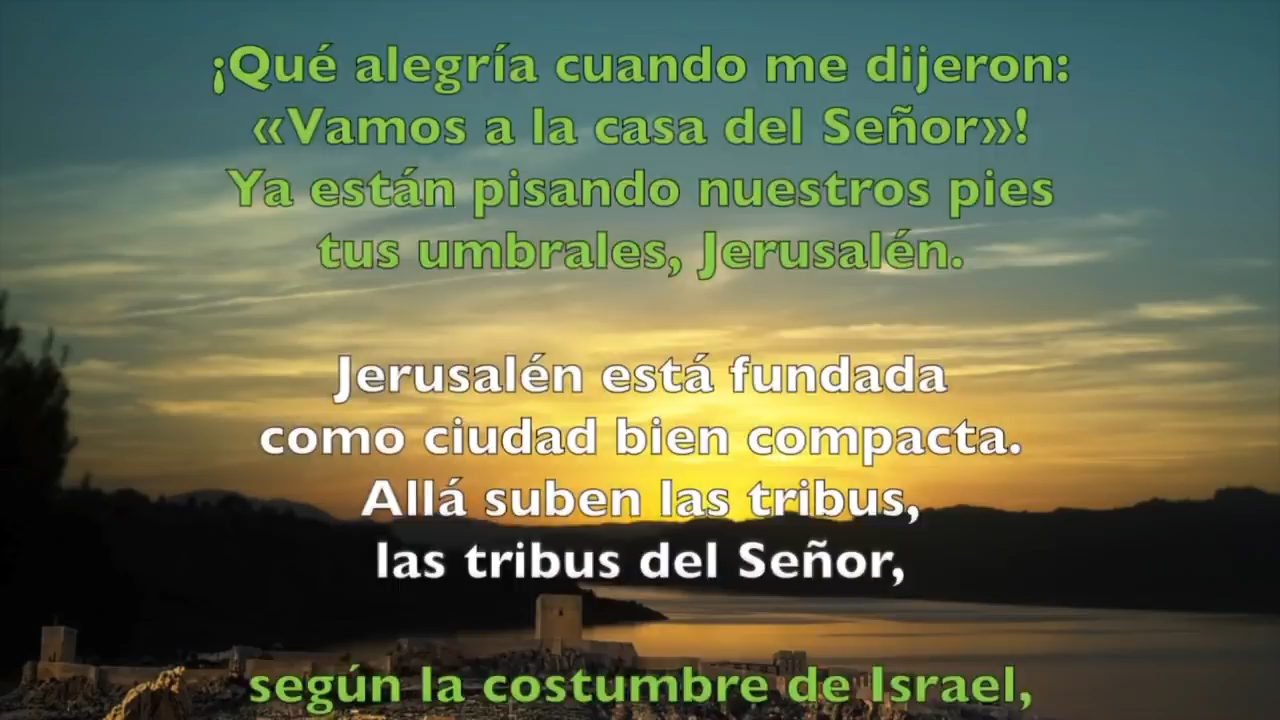 ¡Qué alegría cuando me dijeron:
«Vamos a la casa del Señor»!
Ya están pisando nuestros pies
tus umbrales, Jerusalén.
Jerusalén está fundada
como ciudad bien compacta.
Allá suben las tribus,
las tribus del Señor,
según la costumbre de Israel,